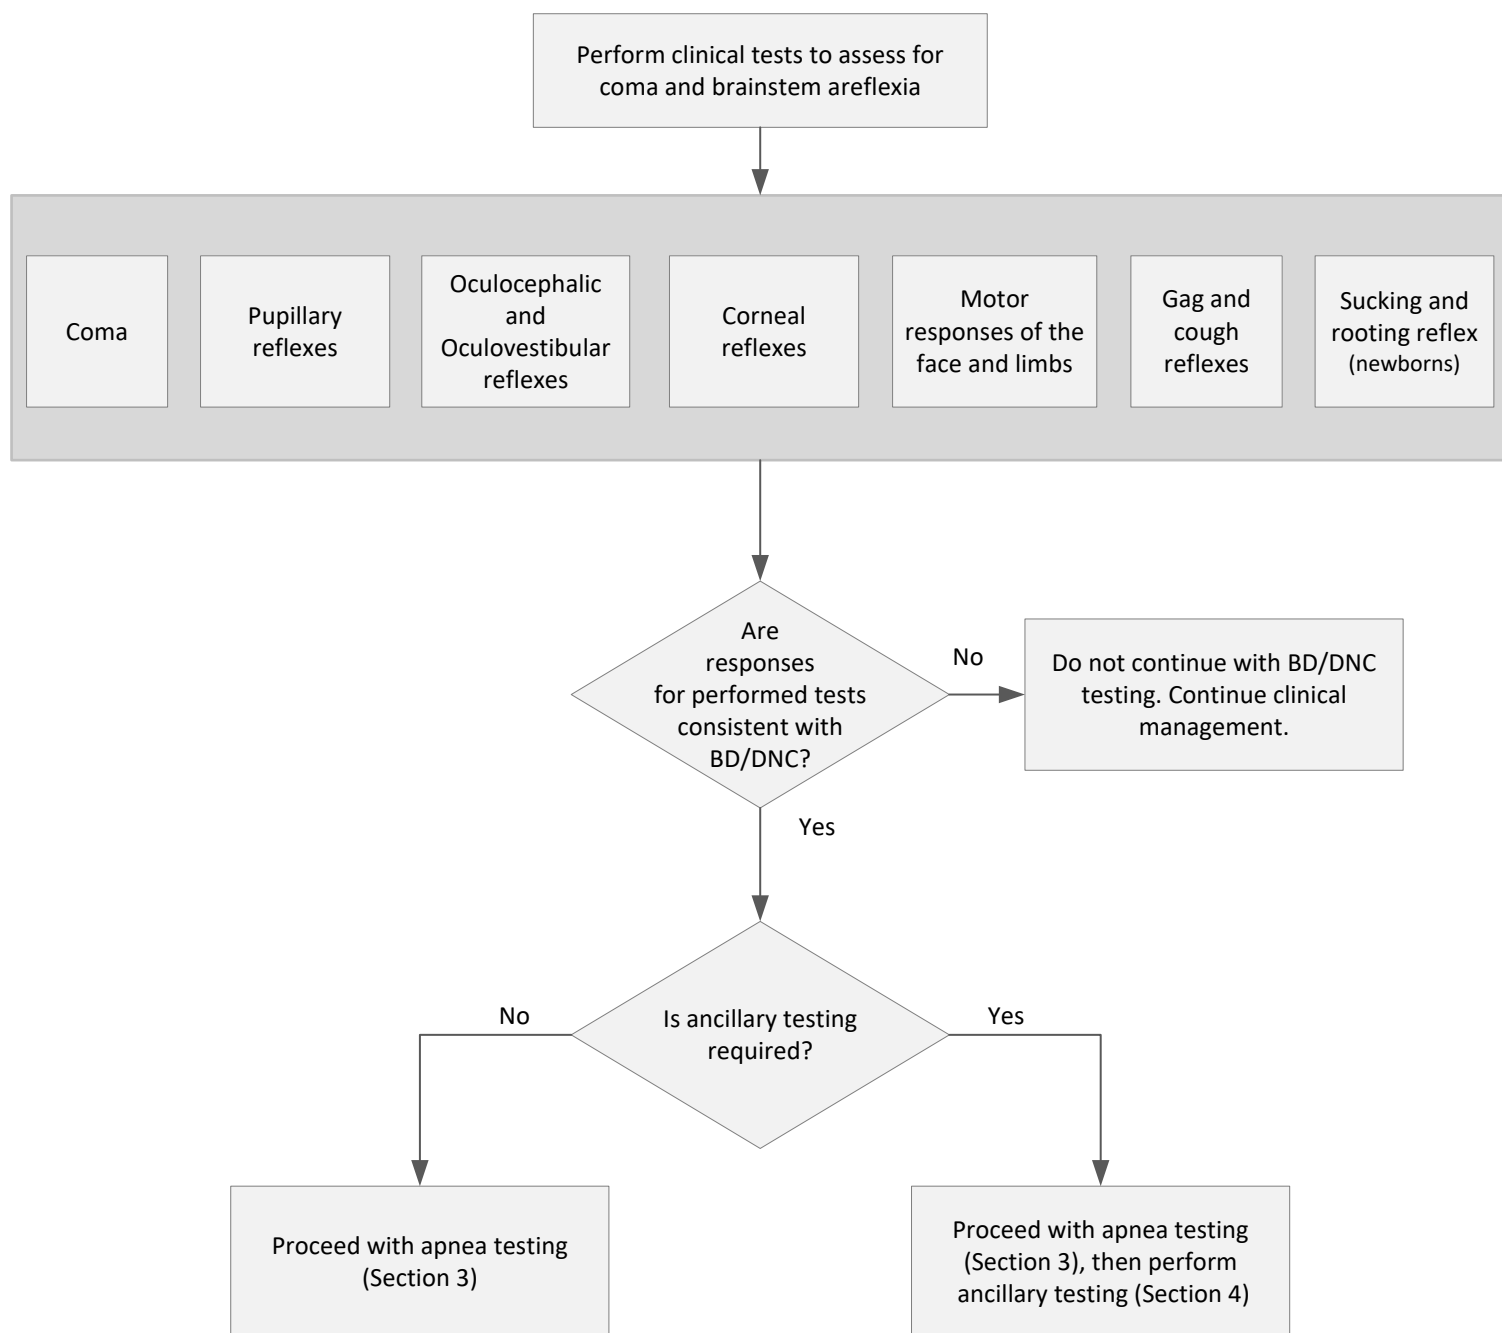 Perform clinical tests to assess for
coma and brainstem areflexia
Coma
Pupillary
reflexes
Oculocephalic
and
Oculovestibular
reflexes
Corneal
reflexes
Motor
responses of the
face and limbs
Gag and
cough
reflexes
Sucking and
rooting reflex
(newborns)
Are
responses
for performed tests
consistent with
BD/DNC?
No
Do not continue with BD/DNC
testing. Continue clinical
management.
Yes
Is ancillary testing
required?
No
Yes
Proceed with apnea testing
(Section 3)
Proceed with apnea testing
(Section 3), then perform
ancillary testing (Section 4)